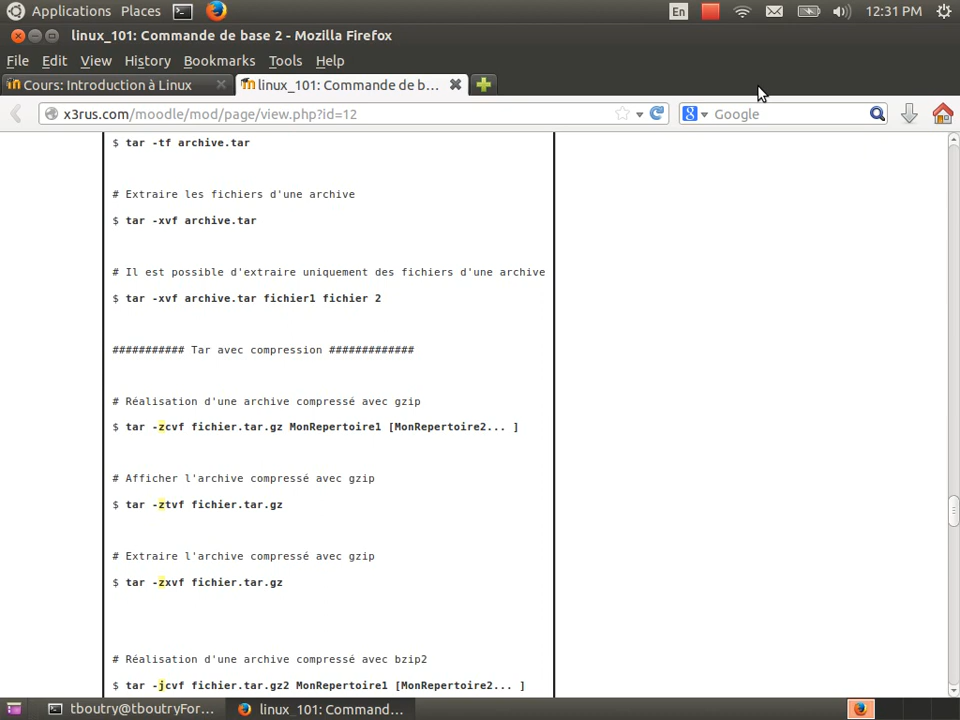 Applications Places En 12:31 PM
linux_101: Commande de base 2 - Mozilla Firefox
File Edit View History Bookmarks Tools Help
Cours: Introduction à Linux linux_101: Commande de b...
x3rus.com/moodle/mod/page/view.php?id=12 Google
$ tar -tf archive.tar
# Extraire les fichiers d'une archive
$ tar -xvf archive.tar
# Il est possible d'extraire uniquement des fichiers d'une archive
$ tar -xvf archive.tar fichier1 fichier 2
########### Tar avec compression #############
# Réalisation d'une archive compressé avec gzip
$ tar -zcvf fichier.tar.gz MonRepertoire1 [MonRepertoire2... ]
# Afficher l'archive compressé avec gzip
$ tar -ztvf fichier.tar.gz
# Extraire l'archive compressé avec gzip
$ tar -zxvf fichier.tar.gz
# Réalisation d'une archive compressé avec bzip2
$ tar -jcvf fichier.tar.gz2 MonRepertoire1 [MonRepertoire2... ]
tboutry@tboutryFor... linux_101: Command...